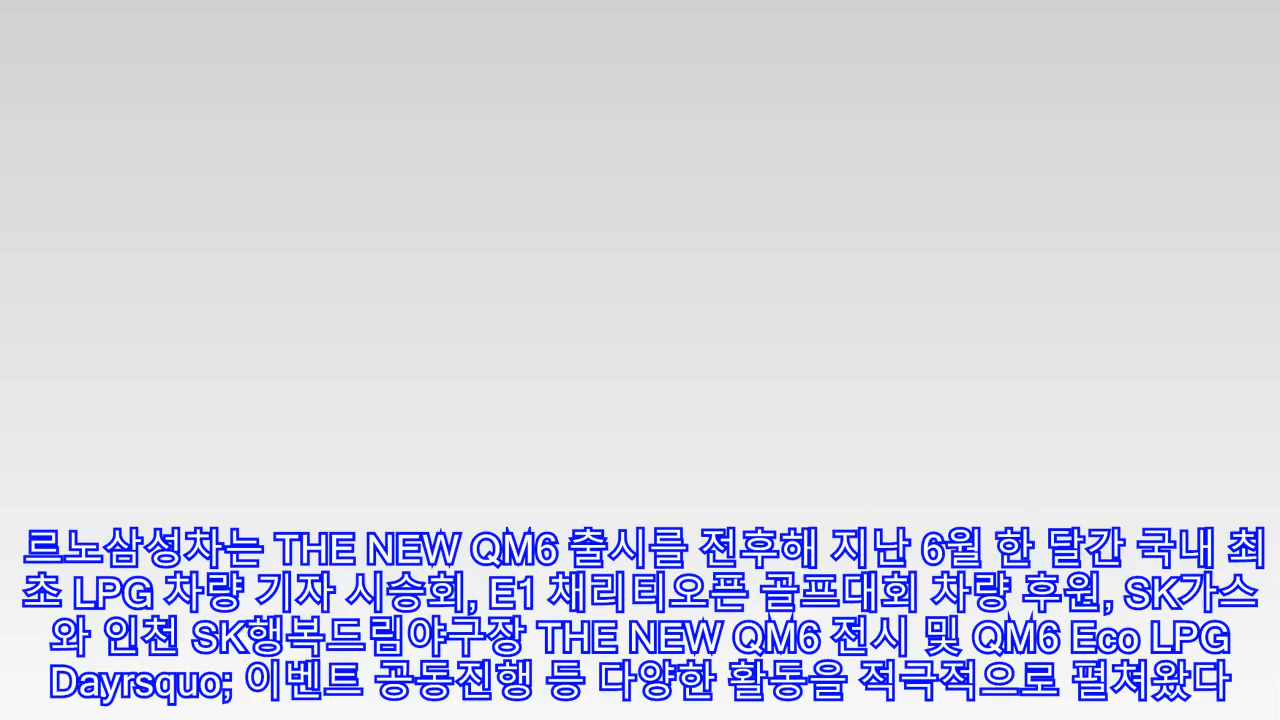 르노삼성차는 THE NEW QM6 출시를 전후해 지난 6월 한 달간 국내 최
초 LPG 차량 기자 시승회, E1 채리티오픈 골프대회 차량 후원, SK가스
와 인천 SK행복드림야구장 THE NEW QM6 전시 및 QM6 Eco LPG
Dayrsquo; 이벤트 공동진행 등 다양한 활동을 적극적으로 펼쳐왔다